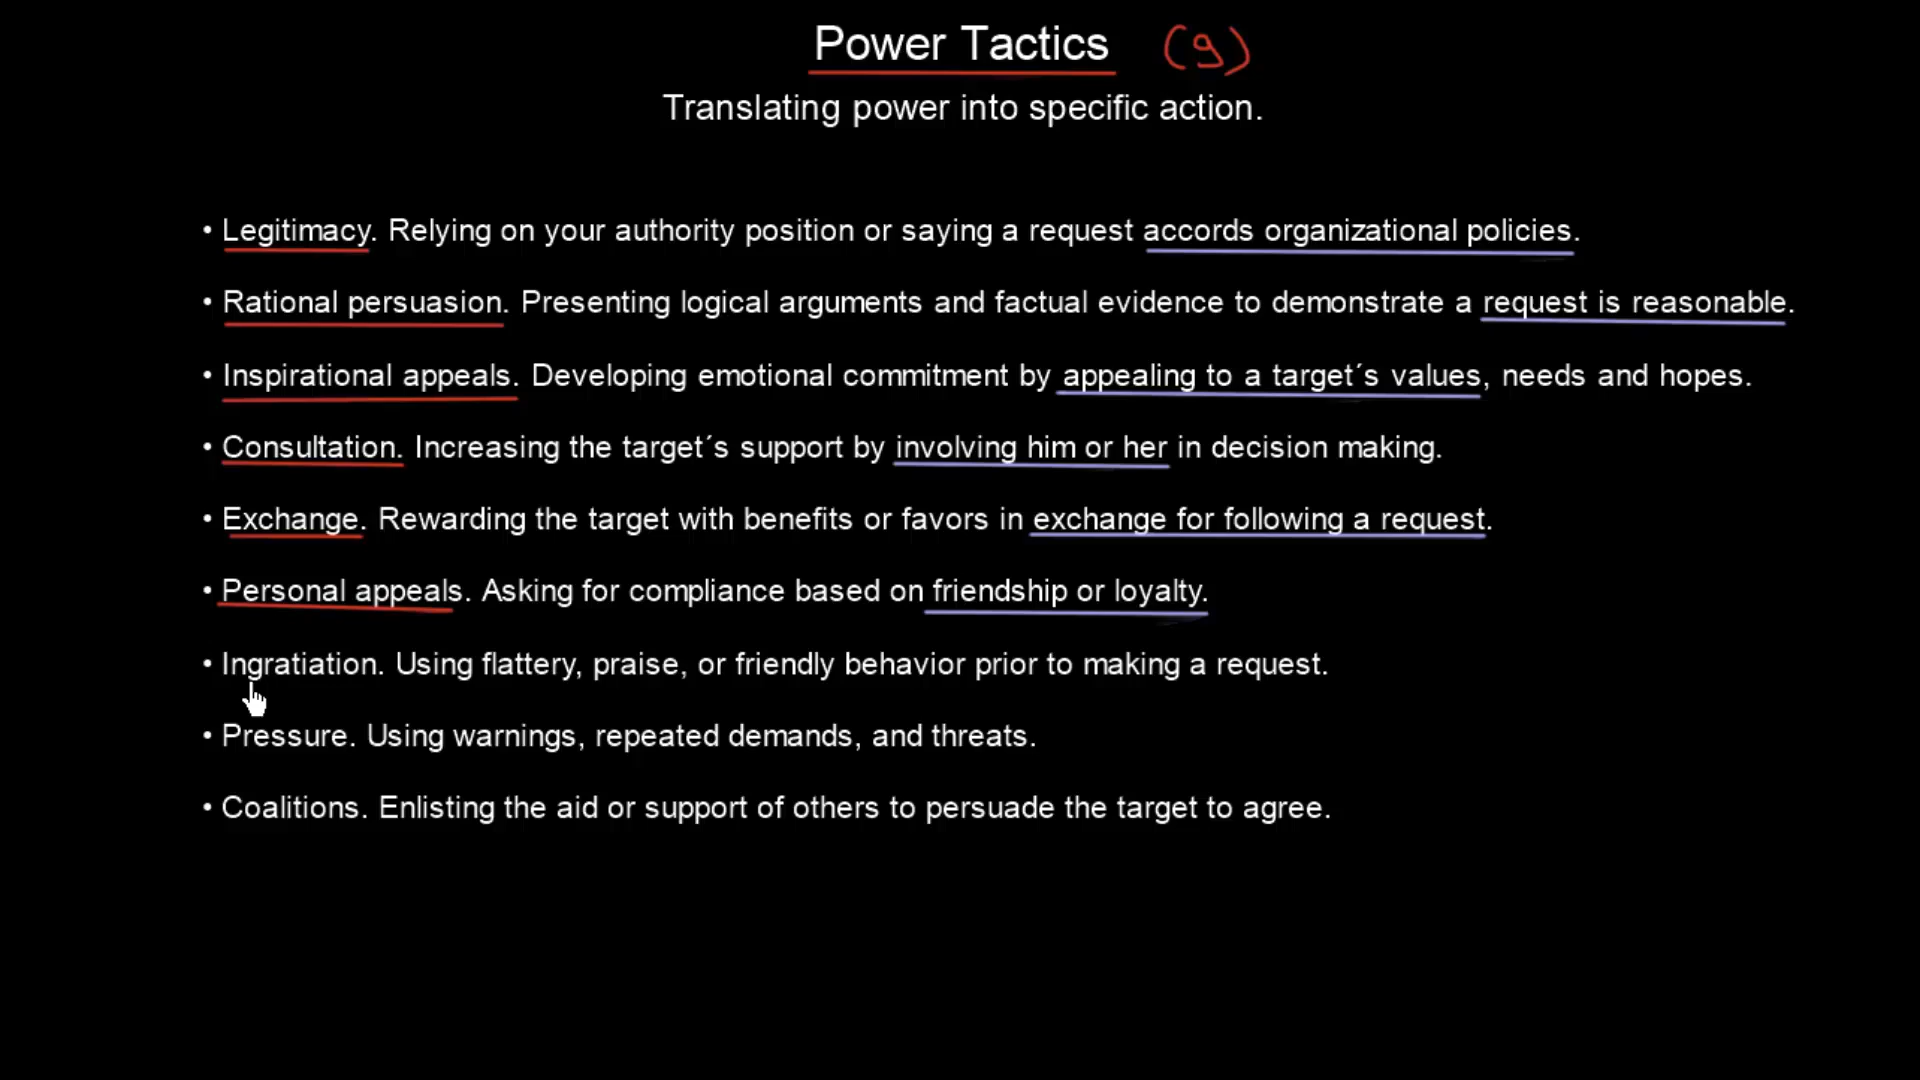 Power Tactics (9)
Translating power into specific action.
• Legitimacy. Relying on your authority position or saying a request accords organizational policies.
• Rational persuasion. Presenting logical arguments and factual evidence to demonstrate a request is reasonable.
• Inspirational appeals. Developing emotional commitment by appealing to a target´s values, needs and hopes.
• Consultation. Increasing the target´s support by involving him or her in decision making.
• Exchange. Rewarding the target with benefits or favors in exchange for following a request.
• Personal appeals. Asking for compliance based on friendship or loyalty.
• Ingratiation. Using flattery, praise, or friendly behavior prior to making a request.
• Pressure. Using warnings, repeated demands, and threats.
• Coalitions. Enlisting the aid or support of others to persuade the target to agree.